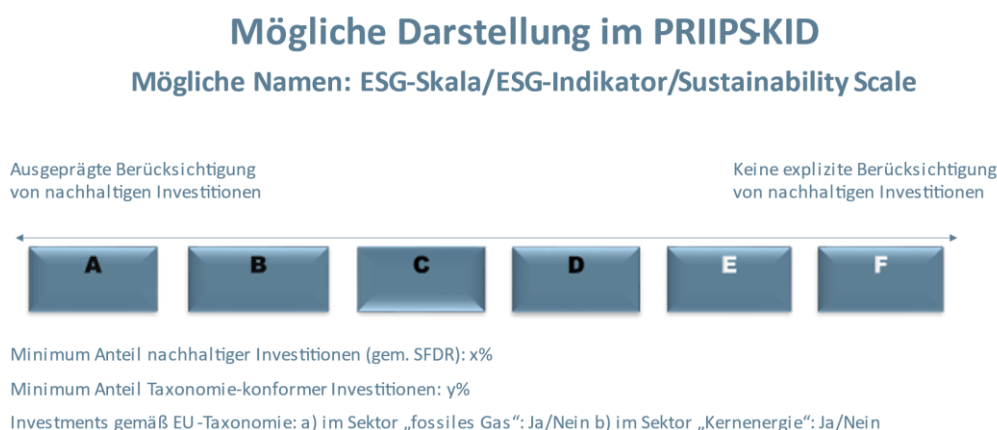 Mögliche Darstellung im PRIIPS-KID
Mögliche Namen: ESG-Skala/ESG-Indikator/Sustainability Scale
Ausgeprägte Berücksichtigung
von nachhaltigen Investitionen
Keine explizite Berücksichtigung
von nachhaltigen Investitionen
A B C D E F
Minimum Anteil nachhaltiger Investitionen (gem. SFDR): x%
Minimum Anteil Taxonomie-konformer Investitionen: y%
Investments gemäß EU-Taxonomie: a) im Sektor „fossiles Gas“: Ja/Nein b) im Sektor „Kernenergie“: Ja/Nein